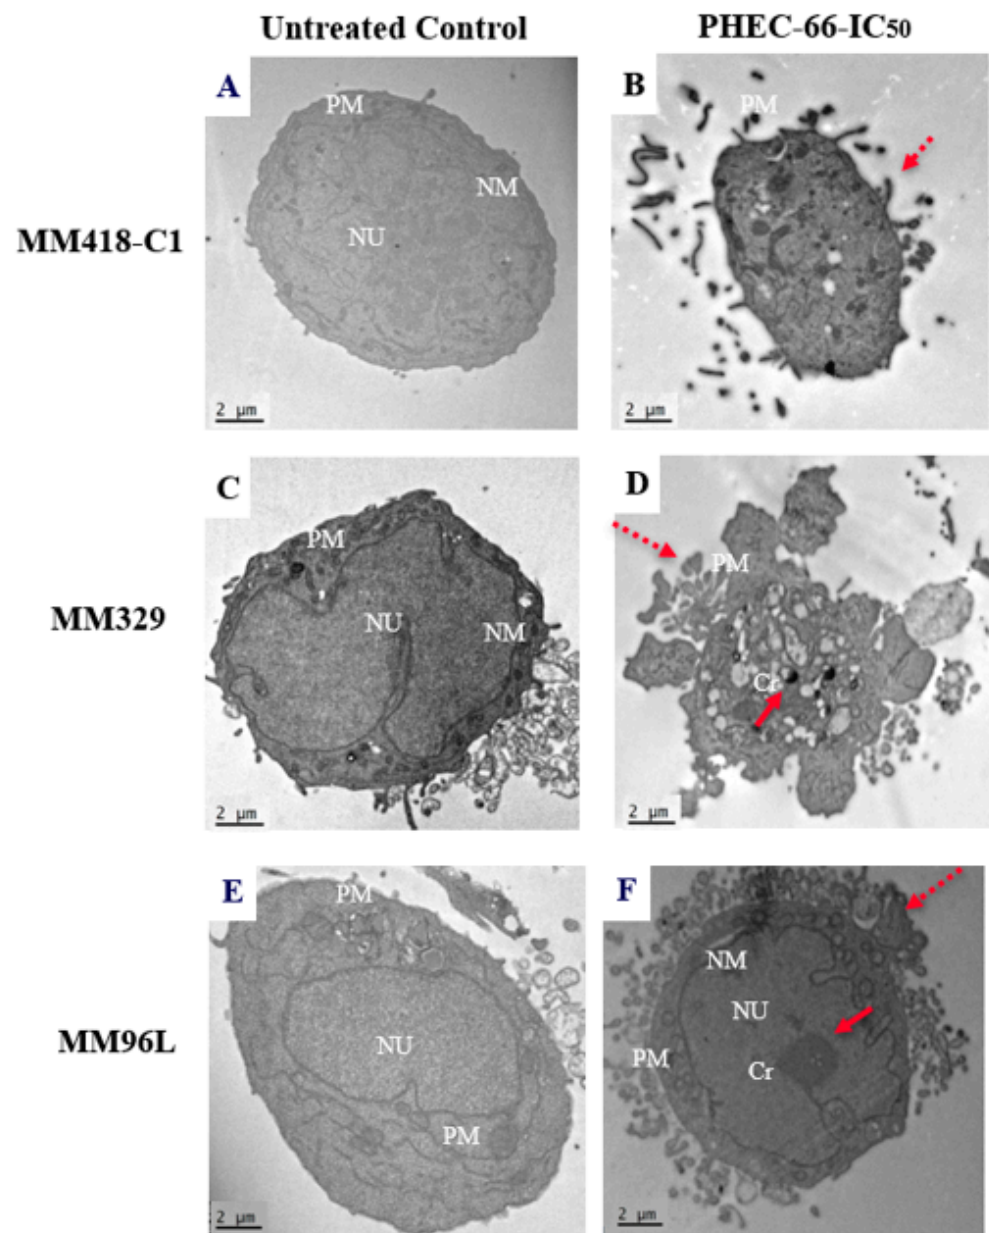 Untreated Control PHEC-66-IC50
A PM NM NU 2 μm
B PM 2 μm
MM418-C1
C PM NU NM 2 μm
D PM Cr 2 μm
MM329
E PM NU PM 2 μm
F NM NU PM Cr 2 μm
MM96L